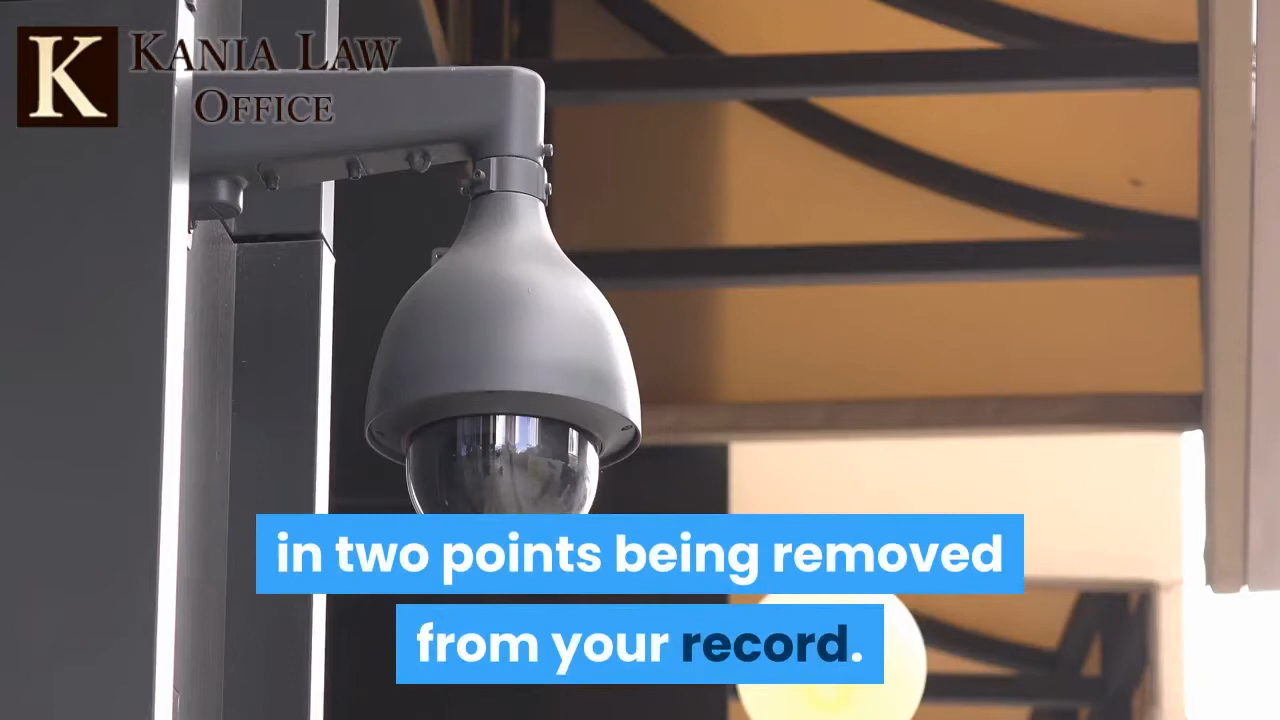 K KANIA LAW
OFFICE
in two points being removed
from your record.